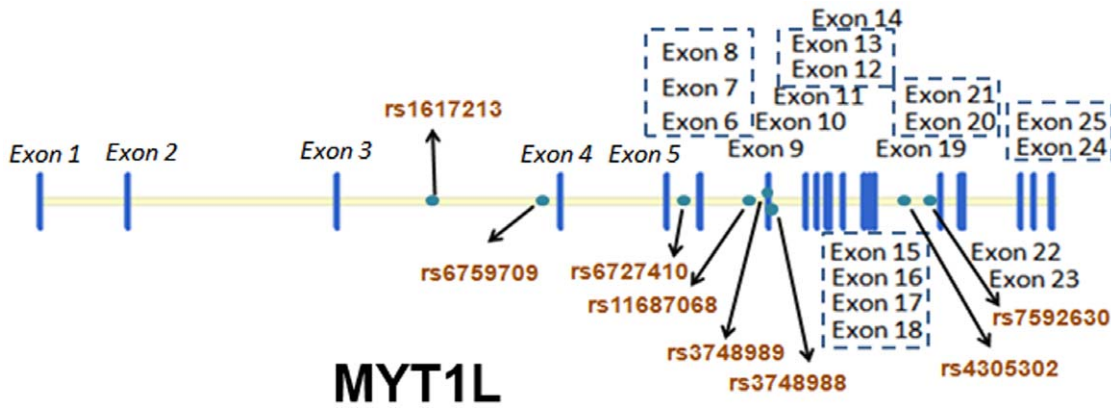 Exon 14
Exon 8
Exon 13
Exon 12
Exon 7
Exon 11
Exon 21
rs1617213
Exon 6
Exon 10
Exon 20
Exon 25
Exon 1
Exon 2
Exon 3
Exon 4
Exon 5
Exon 9
Exon 19
Exon 24
rs6759709
rs6727410
Exon 15
Exon 22
Exon 16
Exon 23
rs11687068
Exon 17
rs7592630
Exon 18
rs3748989
rs4305302
rs3748988
MYT1L